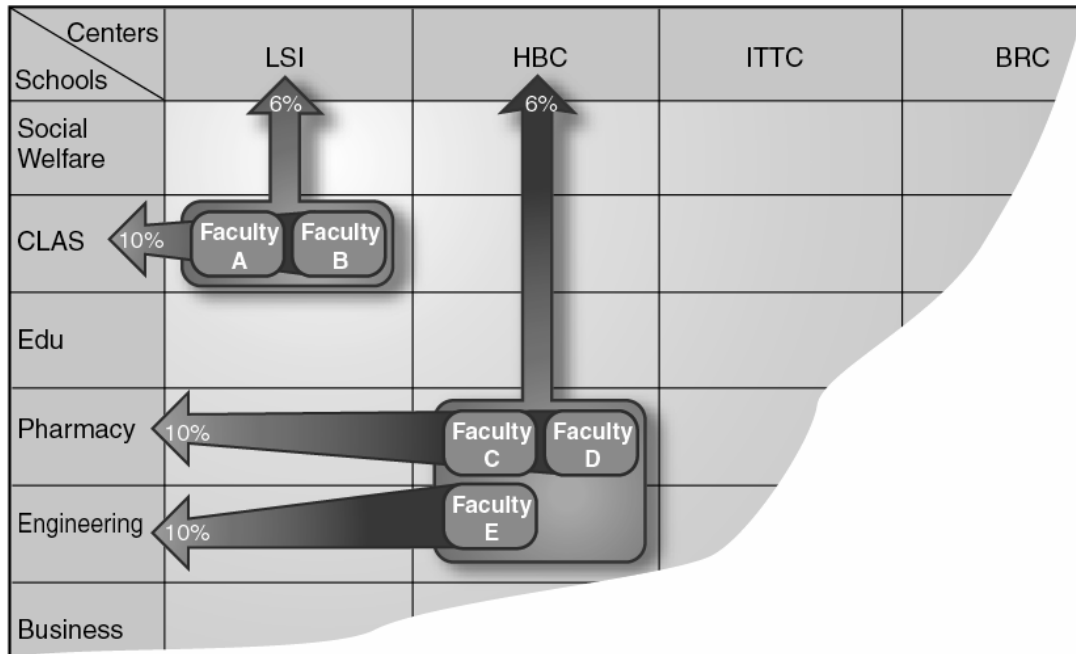 Centers
Schools
LSI
HBC
ITTC
BRC
6%
6%
Social
Welfare
CLAS
10%
Faculty
A
Faculty
B
Edu
Pharmacy
10%
Faculty
C
Faculty
D
Engineering
10%
Faculty
E
Business